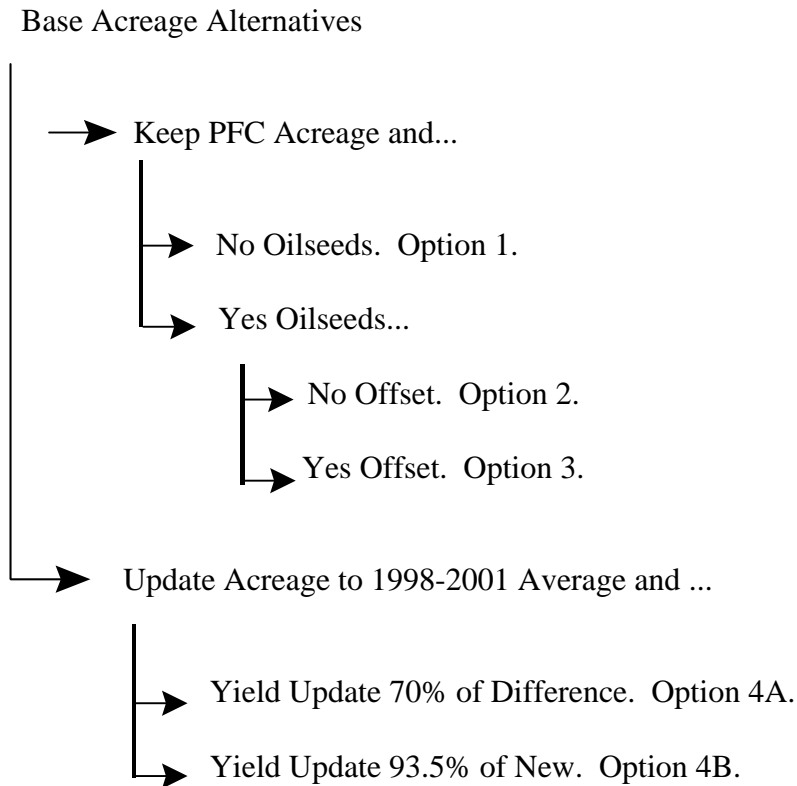 Base Acreage Alternatives
Keep PFC Acreage and...
No Oilseeds.  Option 1.
Yes Oilseeds...
No Offset.  Option 2.
Yes Offset.  Option 3.
Update Acreage to 1998-2001 Average and ...
Yield Update 70% of Difference.  Option 4A.
Yield Update 93.5% of New.  Option 4B.